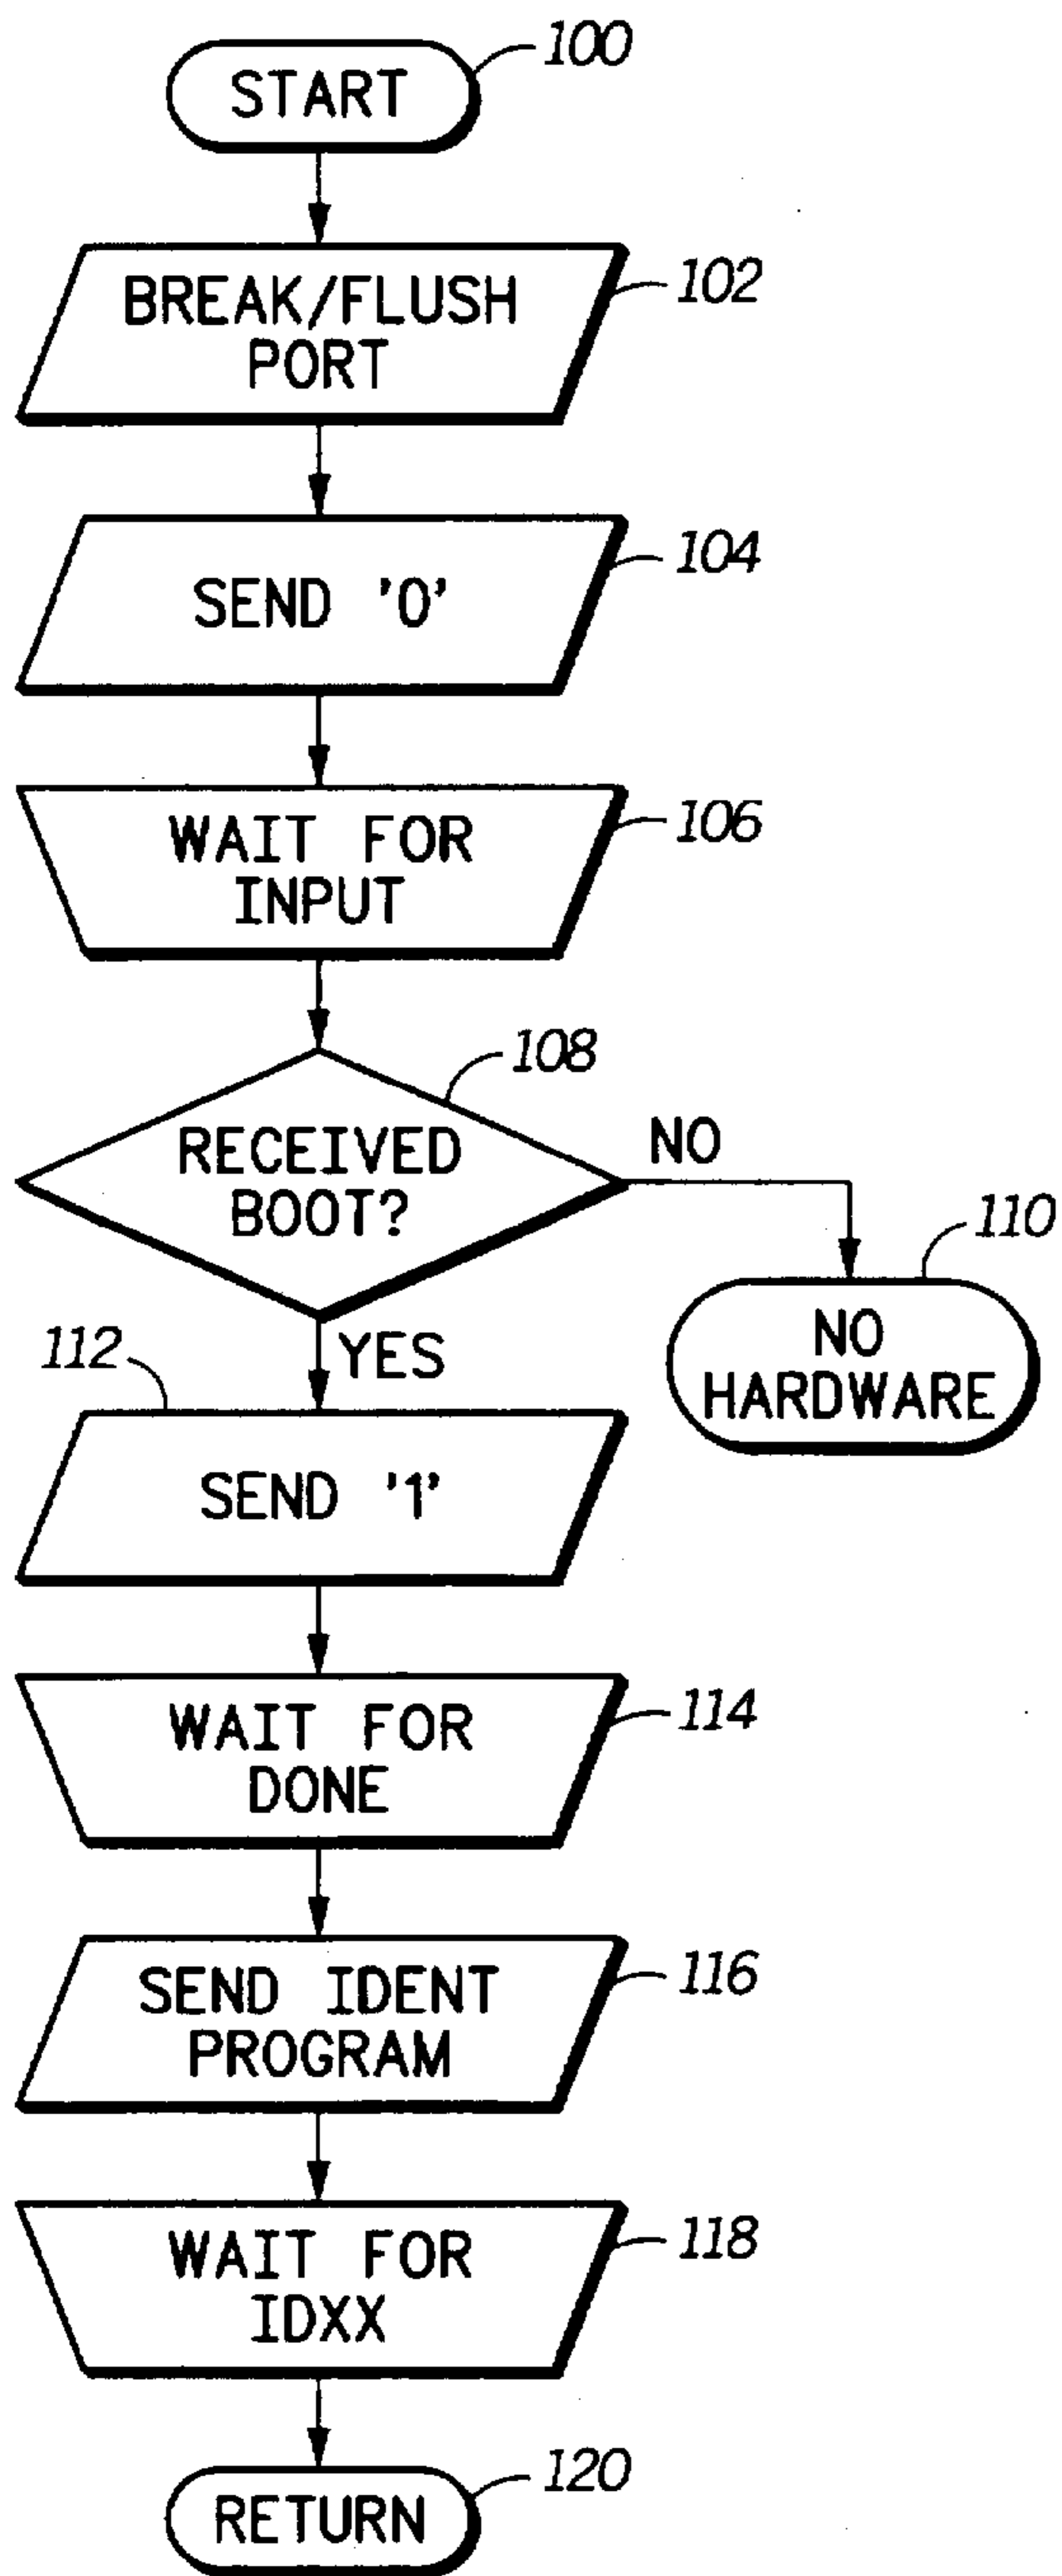 100
START
102
BREAK/FLUSH
PORT
104
SEND '0'
106
WAIT FOR
INPUT
108
RECEIVED
BOOT?
NO
110
NO
HARDWARE
YES
112
SEND '1'
114
WAIT FOR
DONE
116
SEND IDENT
PROGRAM
118
WAIT FOR
IDXX
120
RETURN